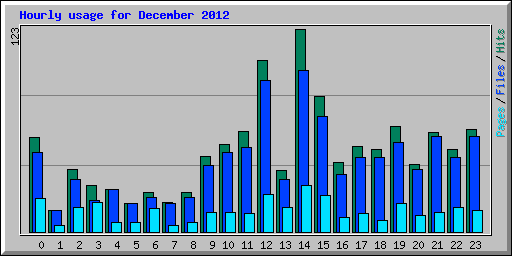 Hourly usage for December 2012
123
Pages / Files / Hits
0 1 2 3 4 5 6 7 8 9 10 11 12 13 14 15 16 17 18 19 20 21 22 23